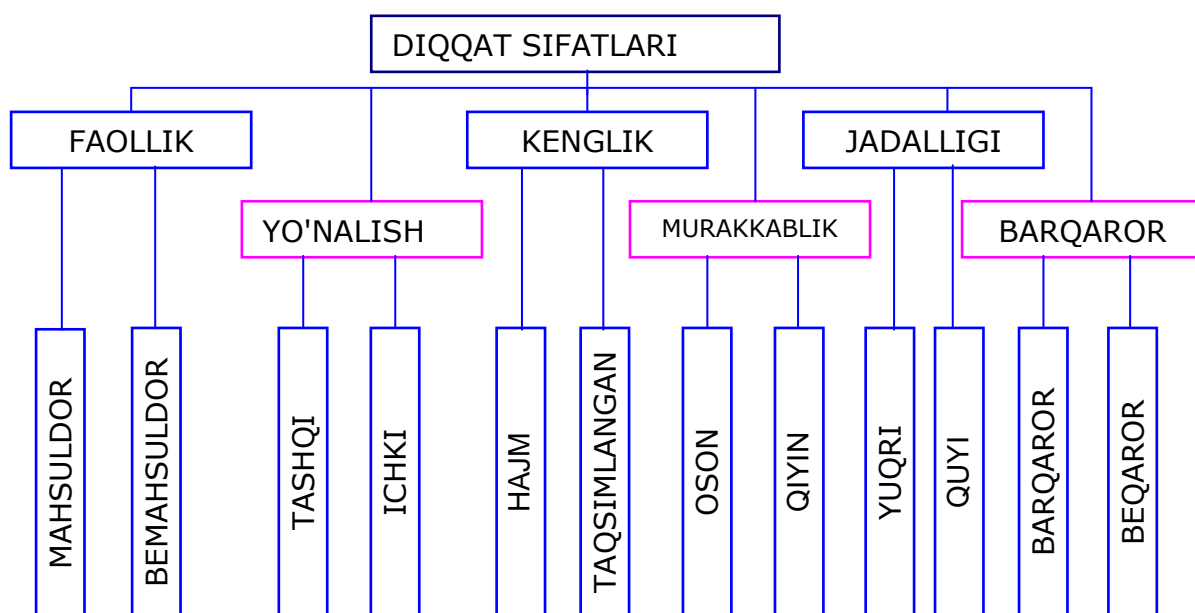 DIQQAT SIFATLARI
FAOLLIK
KENGLIK
JADALLIGI
YO'NALISH
MURAKKABLIK
BARQAROR
MAHSULDOR
BEMAHSULDOR
TASHQI
ICHKI
HAJM
TAQSIMLANGAN
OSON
QIYIN
YUQRI
QUYI
BARQAROR
BEQAROR